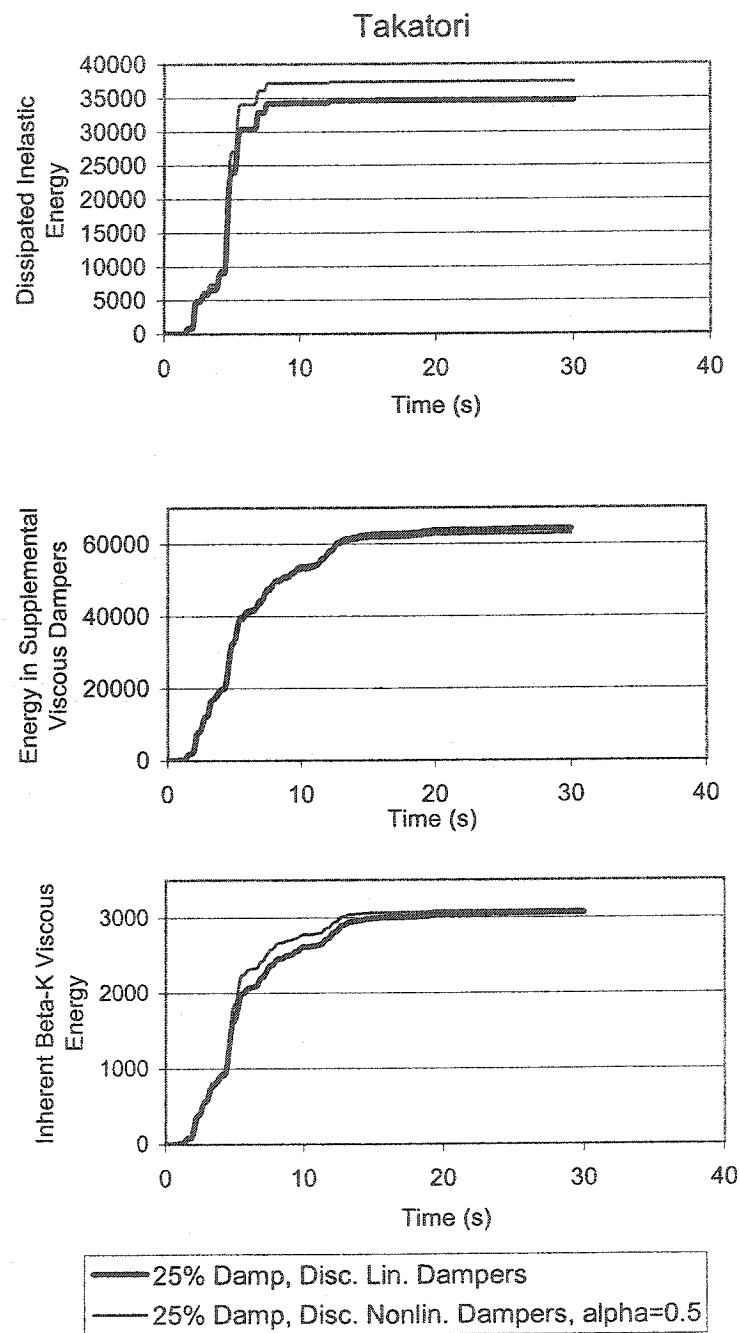 Takatori
Dissipated Inelastic
Energy
40000
35000
30000
25000
20000
15000
10000
5000
0
0 10 20 30 40
Time (s)
Energy in Supplemental
Viscous Dampers
60000
40000
20000
0
0 10 20 30 40
Time (s)
Inherent Beta-K Viscous
Energy
3000
2000
1000
0
0 10 20 30 40
Time (s)
25% Damp, Disc. Lin. Dampers
25% Damp, Disc. Nonlin. Dampers, alpha=0.5